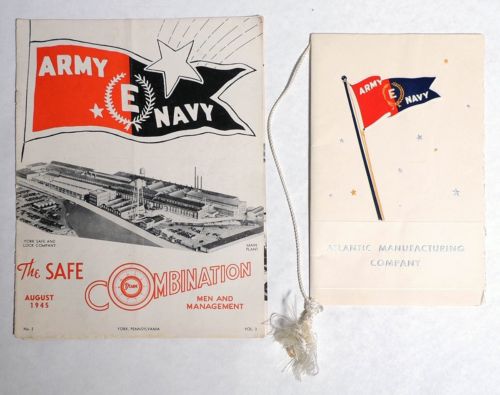 ARMY
E
NAVY
YORK SAFE AND
LOCK COMPANY
MAIN
PLANT
The SAFE
COMBINATION
YORK
AUGUST
1945
MEN AND
MANAGEMENT
No. 2
YORK, PENNSYLVANIA
VOL. 3
ARMY
E
NAVY
ATLANTIC MANUFACTURING
COMPANY